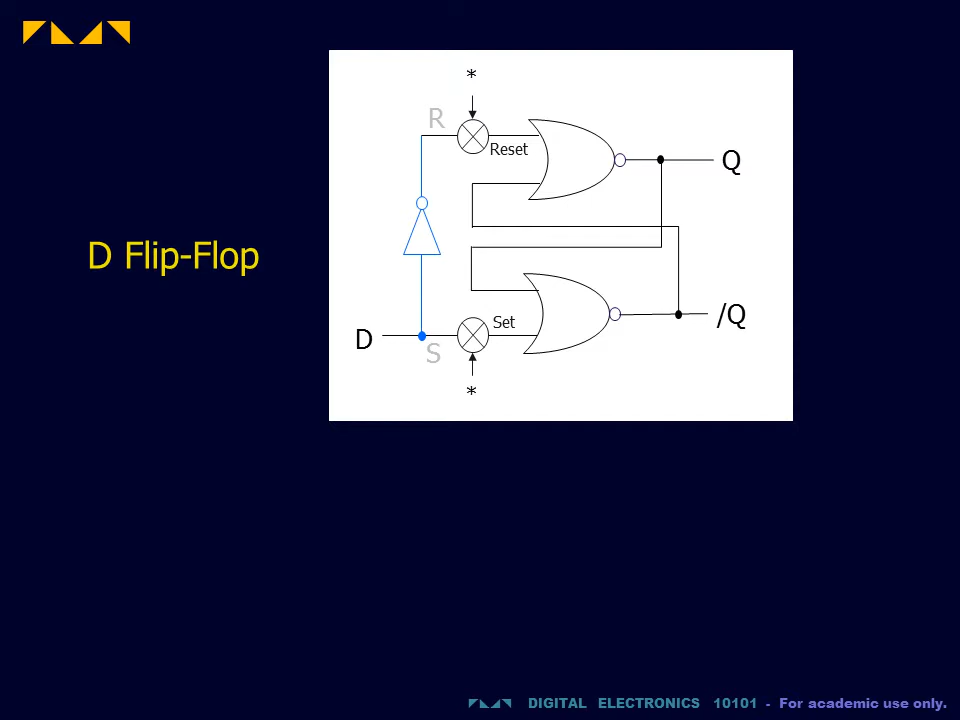 *
R
Reset
Q
D Flip-Flop
Set
/Q
D
S
*
DIGITAL ELECTRONICS 10101 - For academic use only.